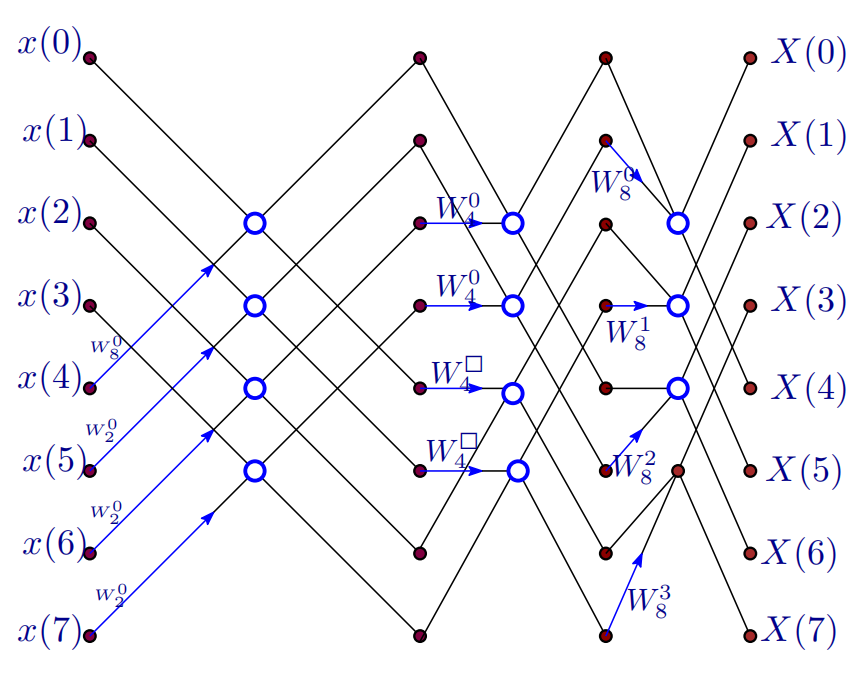 x(0)
x(1)
x(2)
x(3)
x(4)
x(5)
x(6)
x(7)
W_8^0
W_2^0
W_2^0
W_2^0
W_4^0
W_4^0
W_4^□
W_4^□
W_8^0
W_8^1
W_8^2
W_8^3
X(0)
X(1)
X(2)
X(3)
X(4)
X(5)
X(6)
X(7)